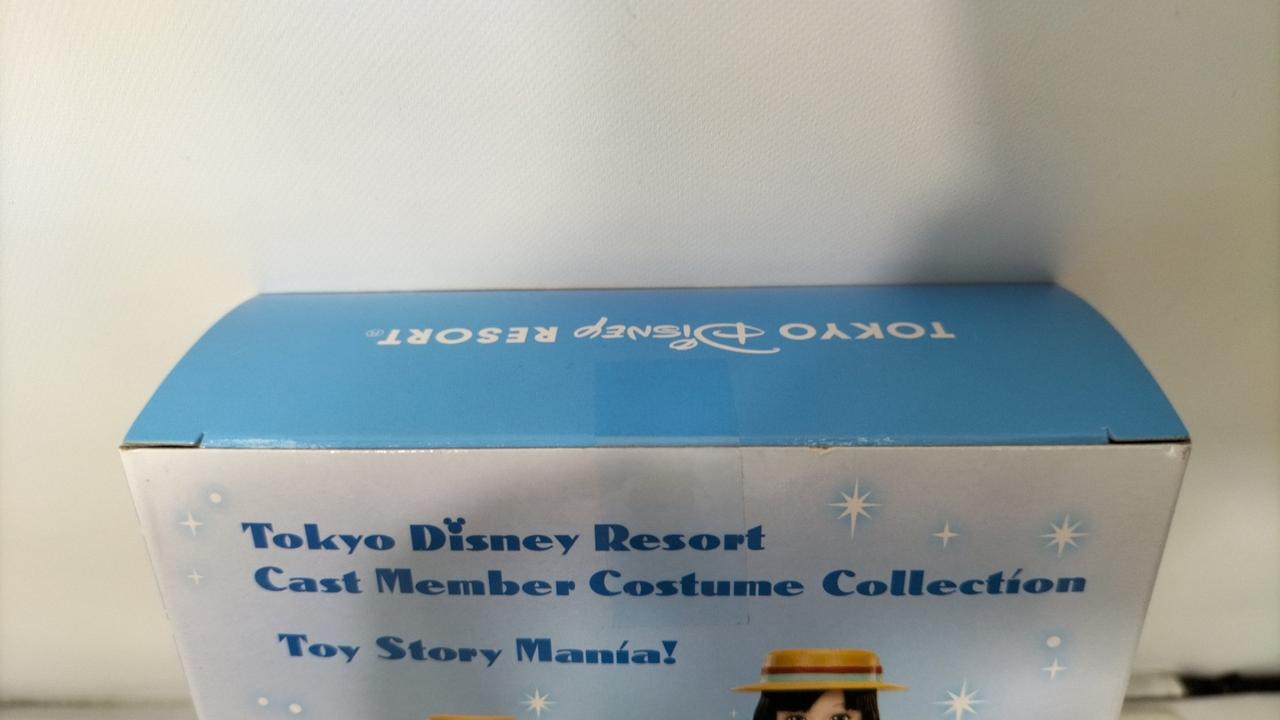 TOKYO Disney RESORT®
Tokyo Disney Resort
Cast Member Costume Collection
Toy Story Mania!